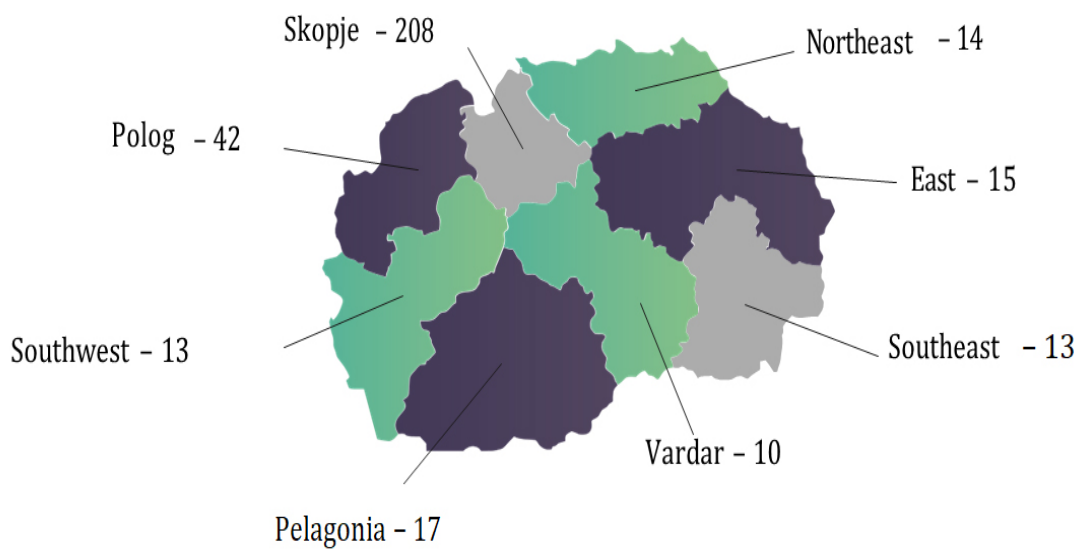 Skopje – 208
Northeast – 14
Polog – 42
East – 15
Southwest – 13
Southeast – 13
Vardar – 10
Pelagonia – 17